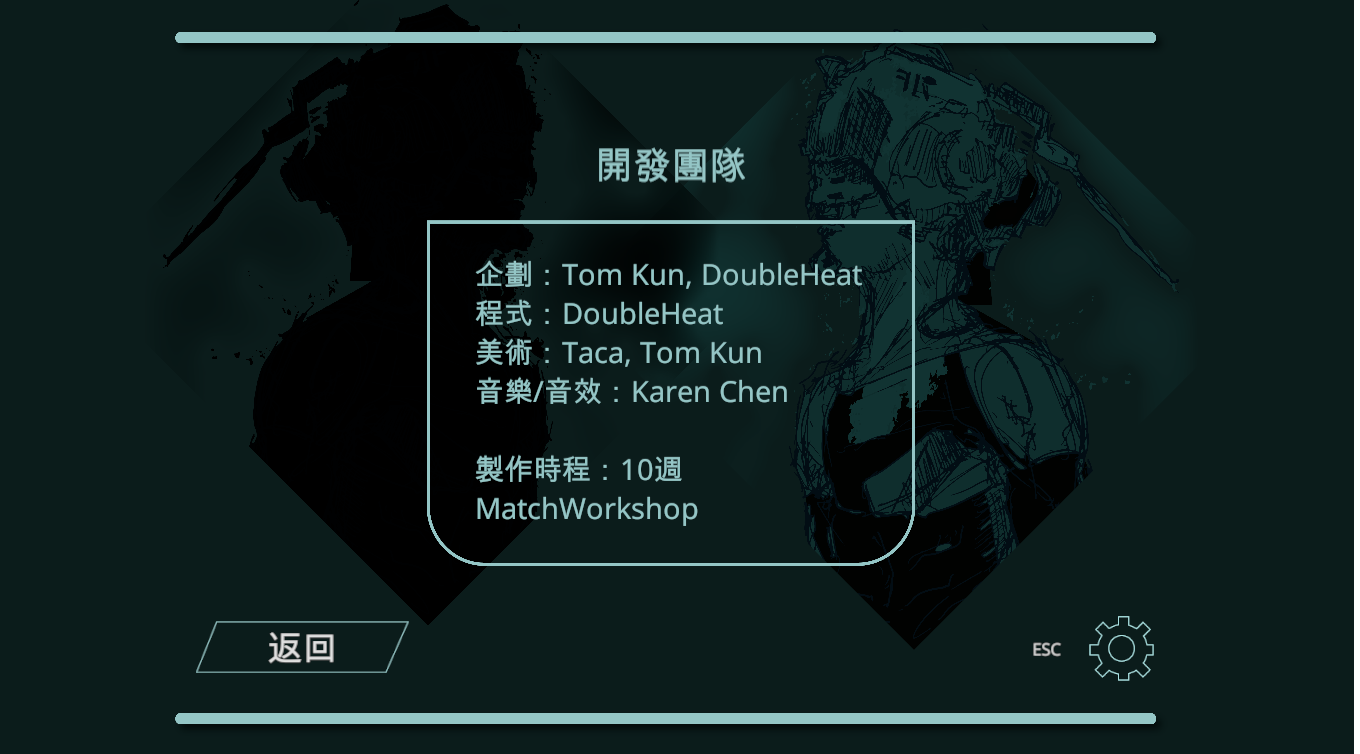 開發團隊
企劃：Tom Kun, DoubleHeat
程式：DoubleHeat
美術：Taca, Tom Kun
音樂/音效：Karen Chen
製作時程：10週
MatchWorkshop
返回
ESC